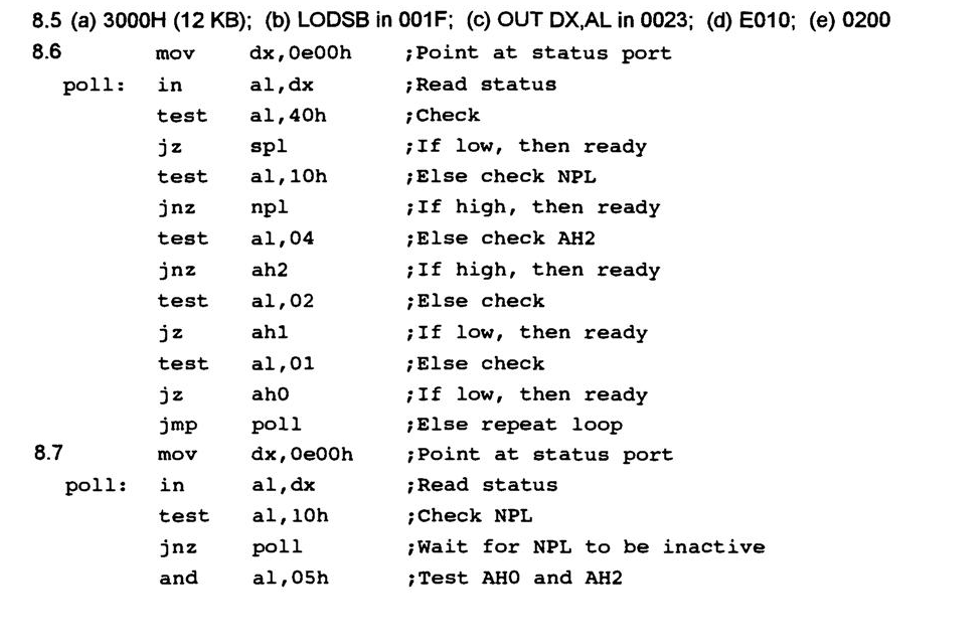 8.5 (a) 3000H (12 KB); (b) LODSB in 001F; (c) OUT DX,AL in 0023; (d) E010; (e) 0200
8.6 mov dx,0e00h ;Point at status port
poll: in al,dx ;Read status
test al,40h ;Check
jz spl ;If low, then ready
test al,10h ;Else check NPL
jnz npl ;If high, then ready
test al,04 ;Else check AH2
jnz ah2 ;If high, then ready
test al,02 ;Else check
jz ah1 ;If low, then ready
test al,01 ;Else check
jz ah0 ;If low, then ready
jmp poll ;Else repeat loop
8.7 mov dx,0e00h ;Point at status port
poll: in al,dx ;Read status
test al,10h ;Check NPL
jnz poll ;Wait for NPL to be inactive
and al,05h ;Test AH0 and AH2